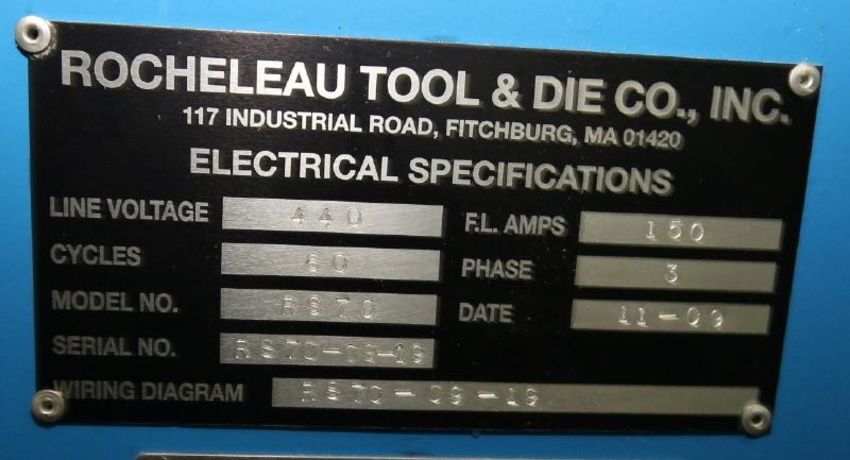 ROCHELEAU TOOL & DIE CO., INC.
117 INDUSTRIAL ROAD, FITCHBURG, MA 01420
ELECTRICAL SPECIFICATIONS
LINE VOLTAGE 440 F.L. AMPS 150
CYCLES 60 PHASE 3
MODEL NO. RS70 DATE 11-09
SERIAL NO. RS70-09-19
WIRING DIAGRAM RS70-09-19